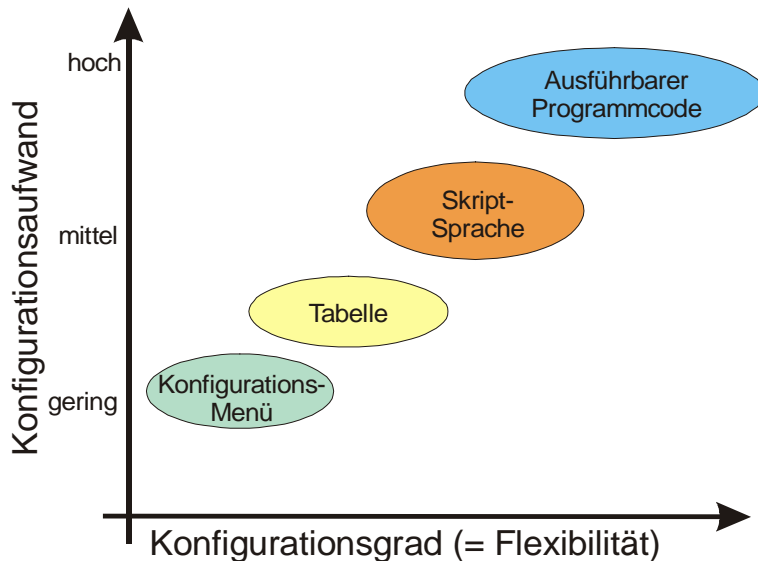 Konfigurationsaufwand
hoch
mittel
gering
Ausführbarer
Programmcode
Skript-
Sprache
Tabelle
Konfigurations-
Menü
Konfigurationsgrad (= Flexibilität)